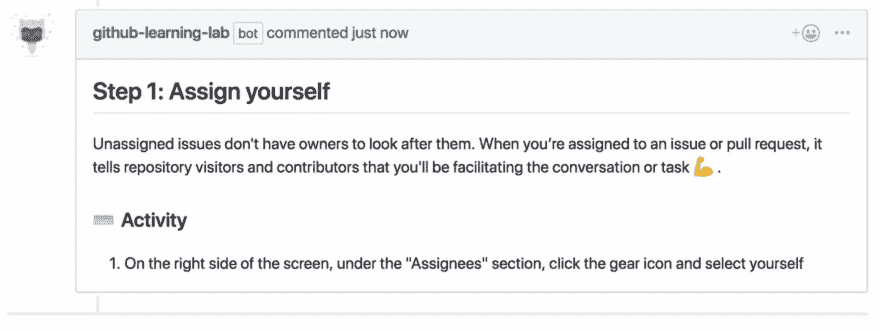 github-learning-lab bot commented just now
Step 1: Assign yourself
Unassigned issues don't have owners to look after them. When you’re assigned to an issue or pull request, it
tells repository visitors and contributors that you'll be facilitating the conversation or task 💪 .
Activity
1. On the right side of the screen, under the "Assignees" section, click the gear icon and select yourself